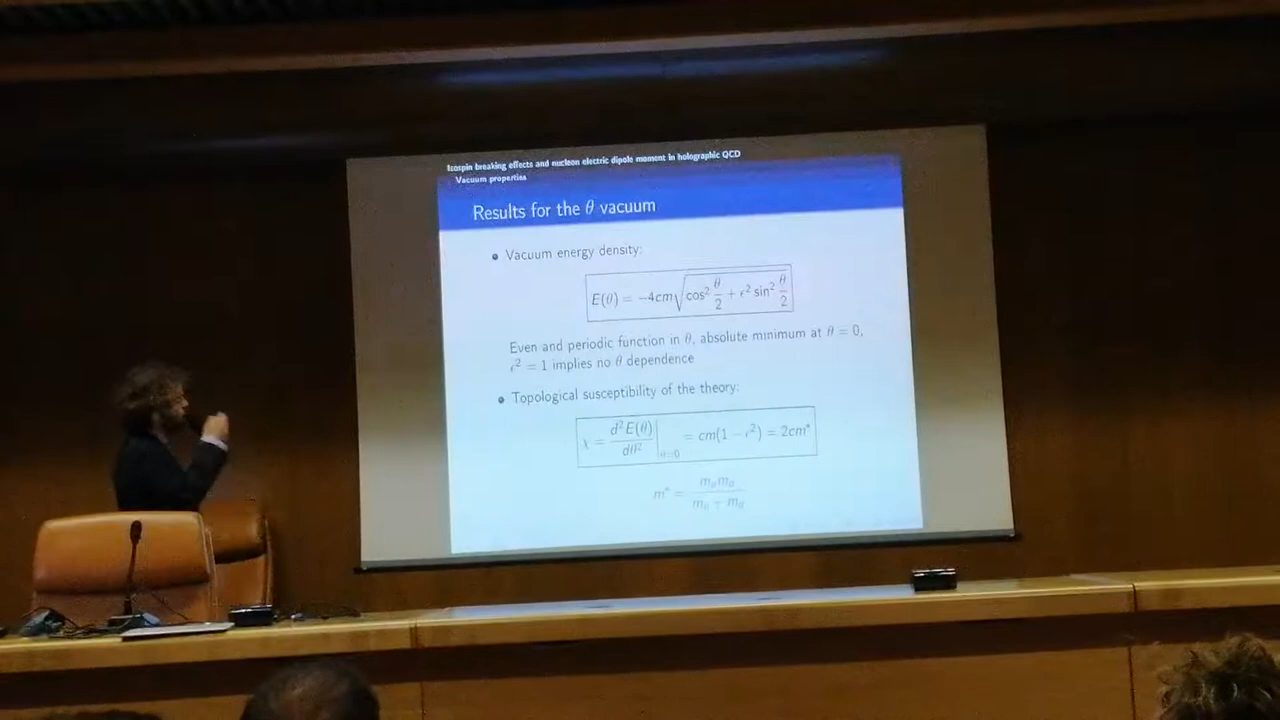 Isospin breaking effects and nucleon electric dipole moment in holographic QCD
Vacuum properties
Results for the θ vacuum
• Vacuum energy density:
E(θ) = −4cm√(cos² θ/2 + ϵ² sin² θ/2)
Even and periodic function in θ, absolute minimum at θ = 0,
ϵ² = 1 implies no θ dependence
• Topological susceptibility of the theory:
χ = d²E(θ)/dθ² |θ=0 = cm(1 − ϵ²) = 2cm*
m* = mᵤm_d/(mᵤ + m_d)